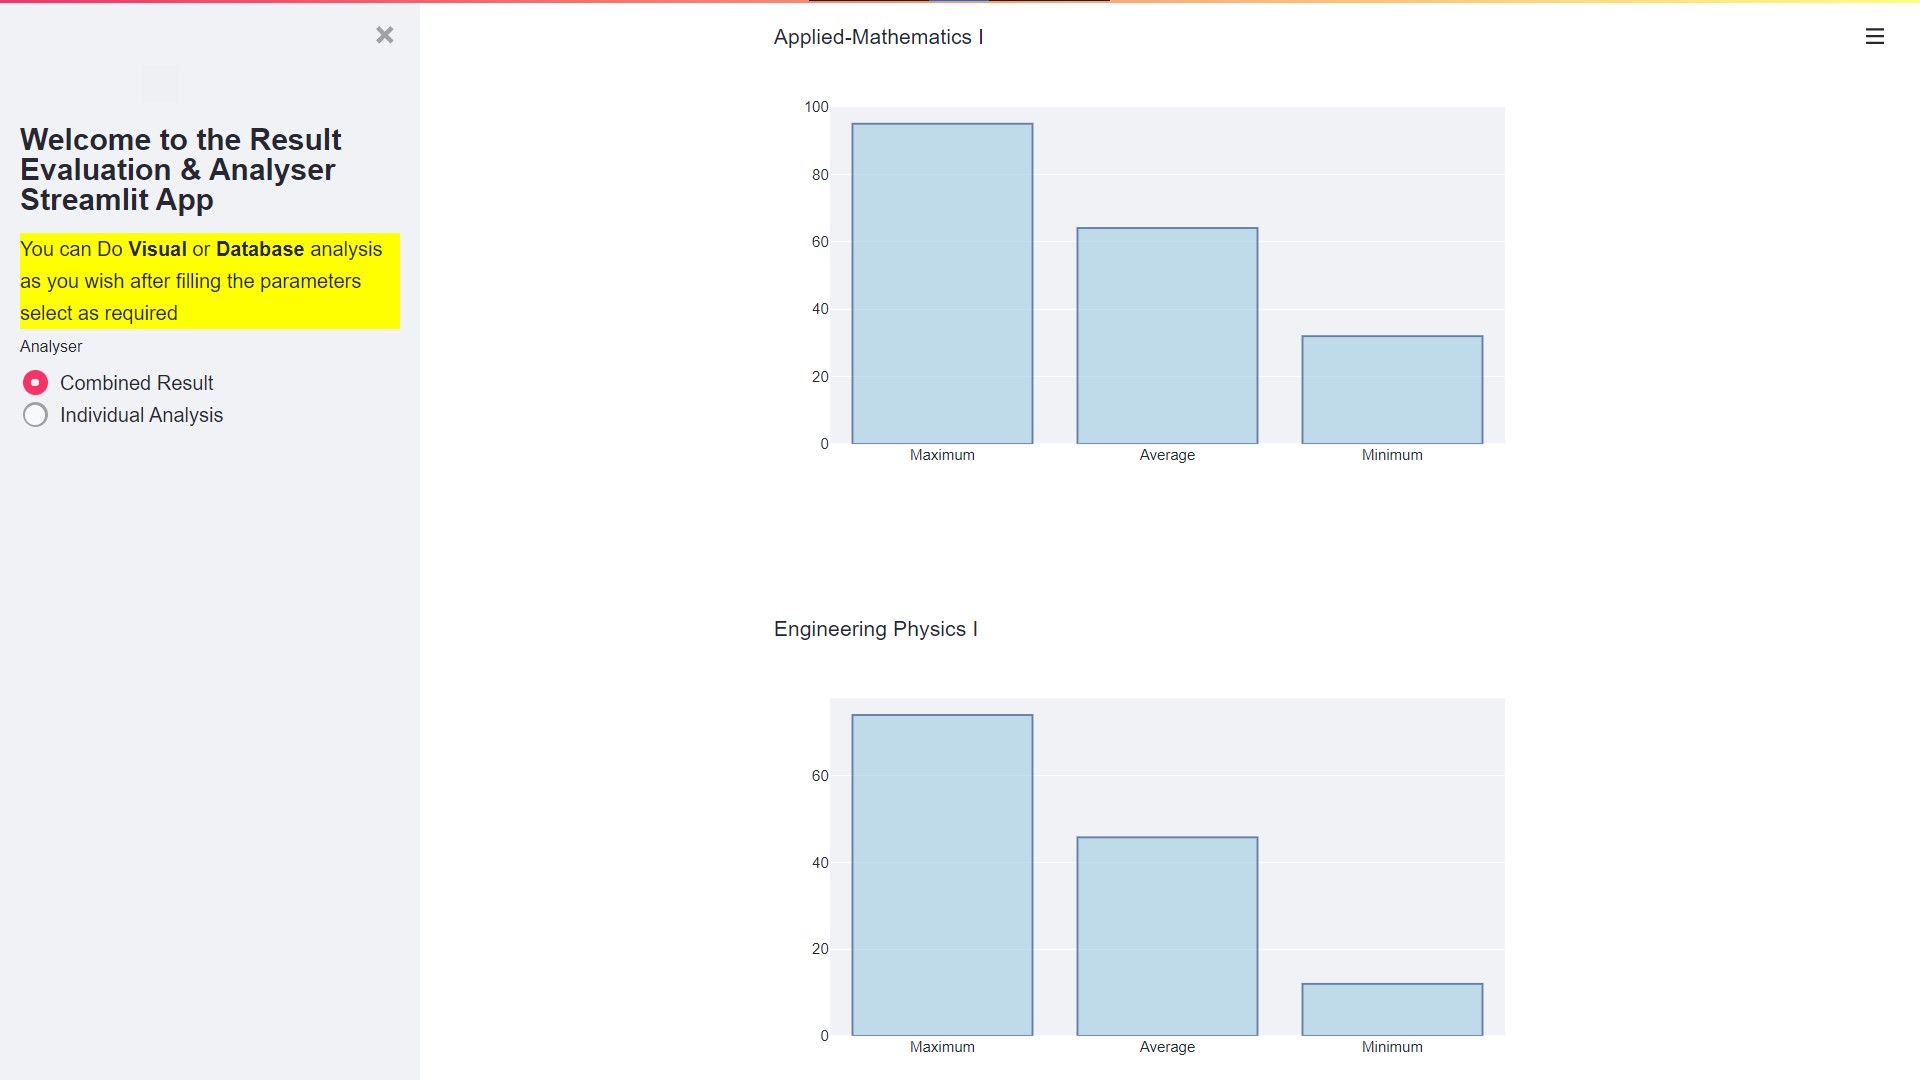 Welcome to the Result
Evaluation & Analyser
Streamlit App
You can Do Visual or Database analysis
as you wish after filling the parameters
select as required
Analyser
Combined Result
Individual Analysis
Applied-Mathematics I
100
80
60
40
20
0
Maximum Average Minimum
Engineering Physics I
60
40
20
0
Maximum Average Minimum